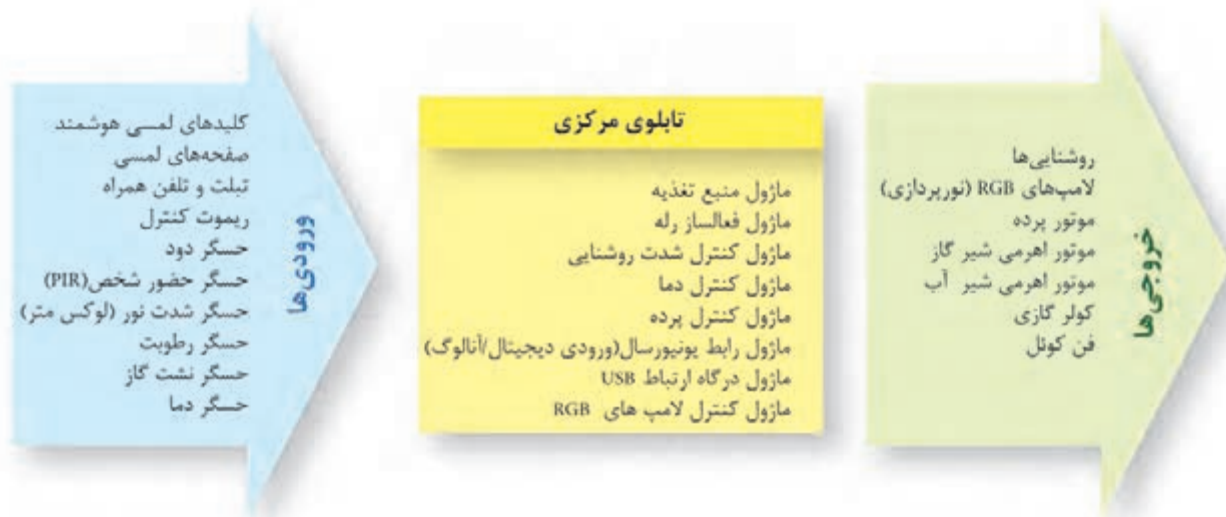 ورودی‌ها
کلیدهای لمسی هوشمند
صفحه‌های لمسی
تبلت و تلفن همراه
ریموت کنترل
حسگر دود
حسگر حضور شخص(PIR)
حسگر شدت نور (لوکس متر)
حسگر رطوبت
حسگر نشت گاز
حسگر دما
تابلوی مرکزی
ماژول منبع تغذیه
ماژول فعالساز رله
ماژول کنترل شدت روشنایی
ماژول کنترل دما
ماژول کنترل پرده
ماژول رابط یونیورسال(ورودی دیجیتال/آنالوگ)
ماژول درگاه ارتباط USB
ماژول کنترل لامپ های RGB
خروجی‌ها
روشنایی‌ها
لامپ‌های RGB (نورپردازی)
موتور پرده
موتور اهرمی شیر گاز
موتور اهرمی شیر آب
کولر گازی
فن کوئل